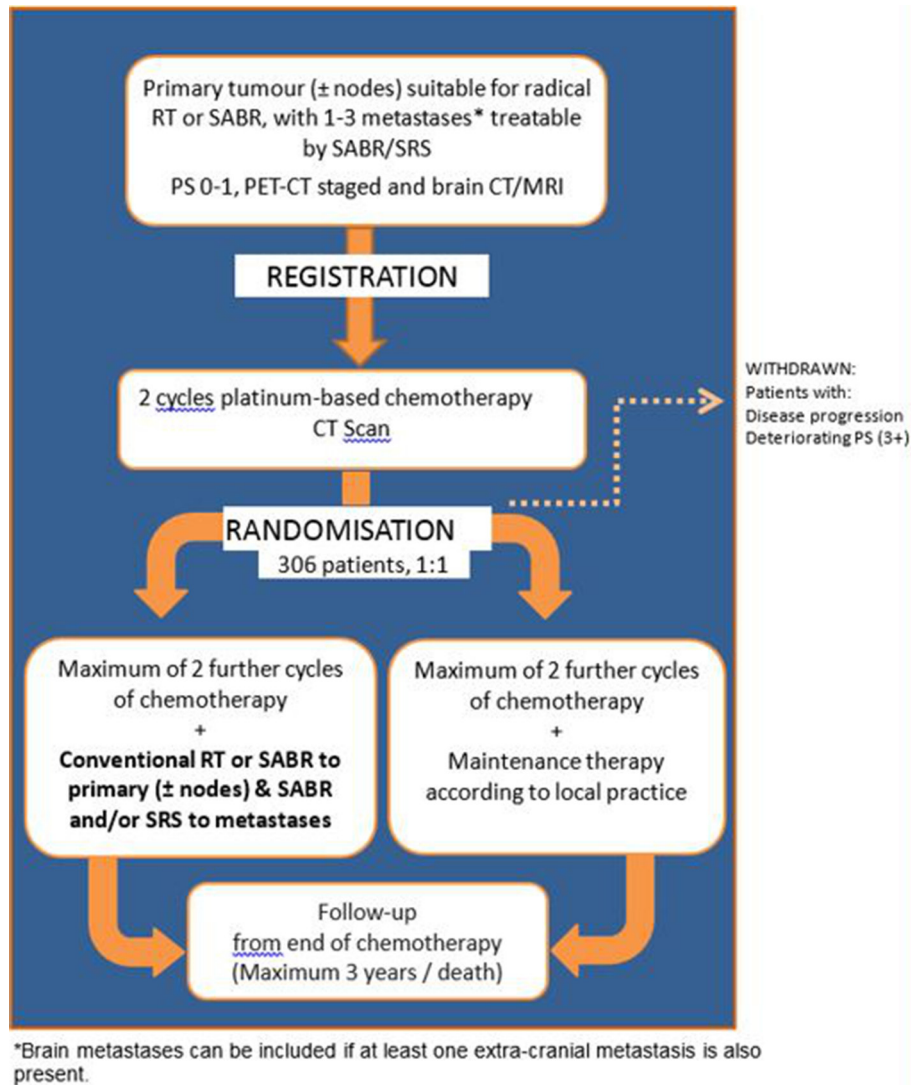 Primary tumour (± nodes) suitable for radical
RT or SABR, with 1-3 metastases* treatable
by SABR/SRS
PS 0-1, PET-CT staged and brain CT/MRI
REGISTRATION
2 cycles platinum-based chemotherapy
CT Scan
WITHDRAWN:
Patients with:
Disease progression
Deteriorating PS (3+)
RANDOMISATION
306 patients, 1:1
Maximum of 2 further cycles
of chemotherapy
+
Conventional RT or SABR to
primary (± nodes) & SABR
and/or SRS to metastases
Maximum of 2 further cycles
of chemotherapy
+
Maintenance therapy
according to local practice
Follow-up
from end of chemotherapy
(Maximum 3 years / death)
*Brain metastases can be included if at least one extra-cranial metastasis is also
present.